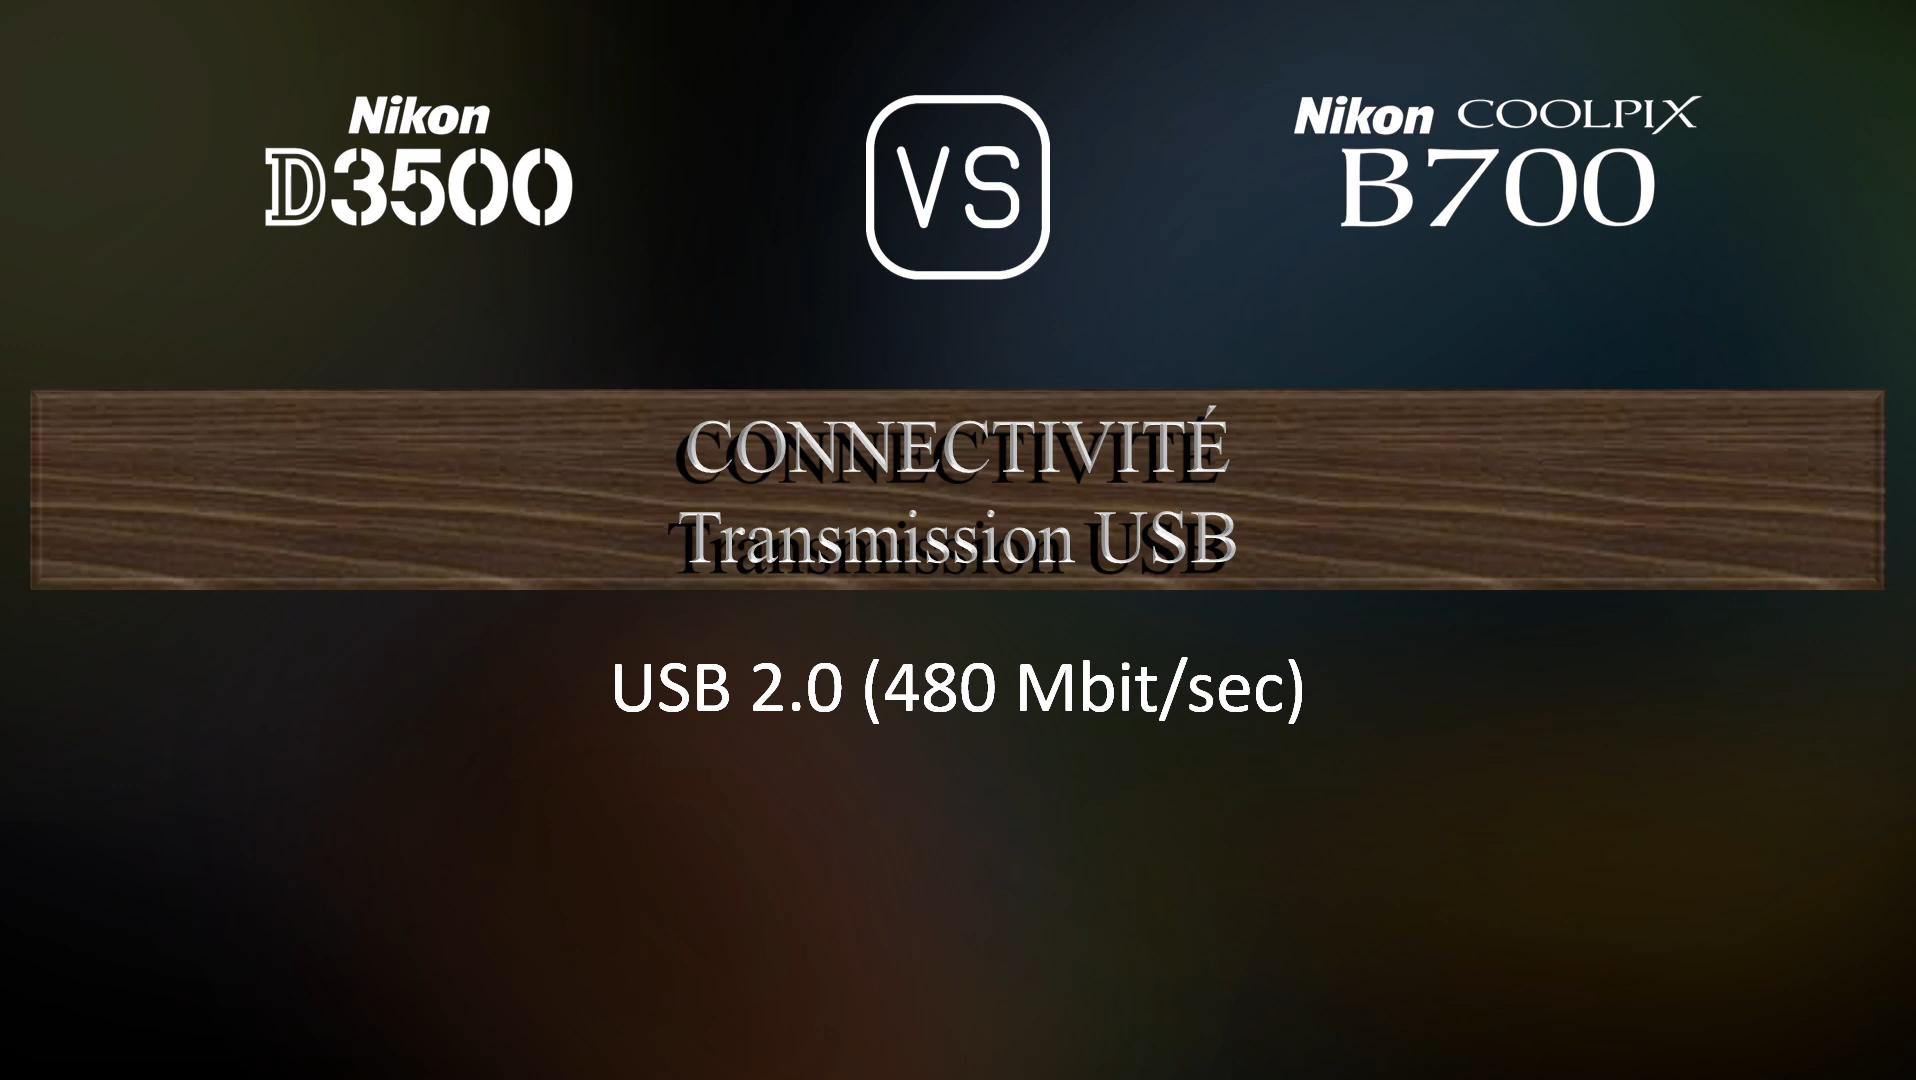 Nikon
D3500
VS
Nikon COOLPIX
B700
CONNECTIVITÉ
Transmission USB
USB 2.0 (480 Mbit/sec)